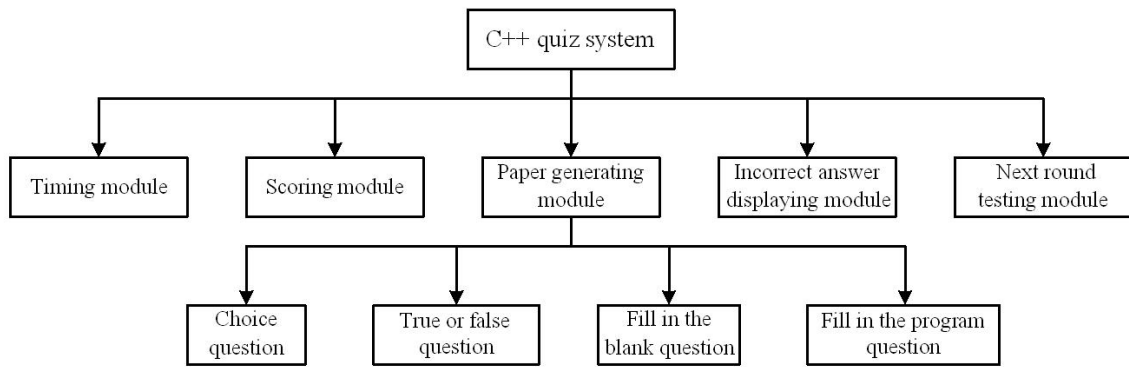 C++ quiz system
Timing module
Scoring module
Paper generating
module
Incorrect answer
displaying module
Next round
testing module
Choice
question
True or false
question
Fill in the
blank question
Fill in the program
question